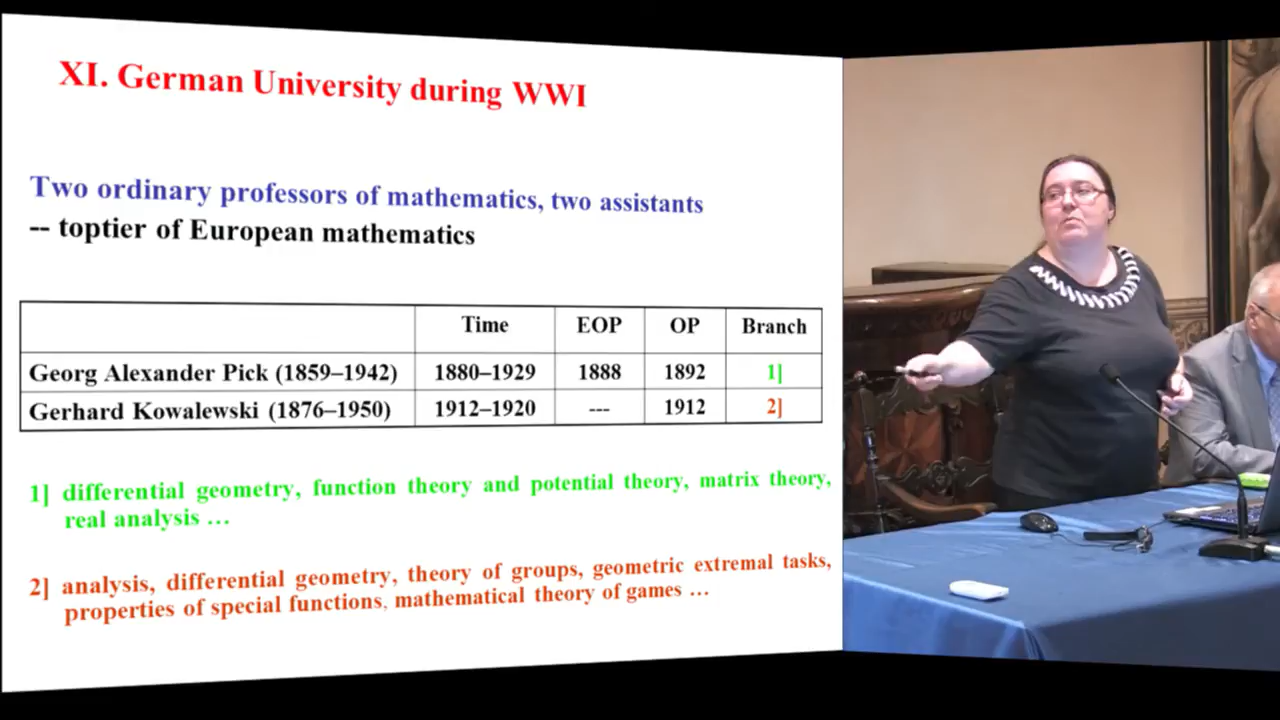 XI. German University during WWI
Two ordinary professors of mathematics, two assistants
-- toptier of European mathematics
Time EOP OP Branch
Georg Alexander Pick (1859–1942) 1880–1929 1888 1892 1]
Gerhard Kowalewski (1876–1950) 1912–1920 --- 1912 2]
1] differential geometry, function theory and potential theory, matrix theory,
real analysis …
2] analysis, differential geometry, theory of groups, geometric extremal tasks,
properties of special functions, mathematical theory of games …